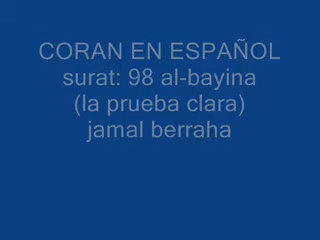 CORAN EN ESPAÑOL
surat: 98 al-bayina
(la prueba clara)
jamal berraha